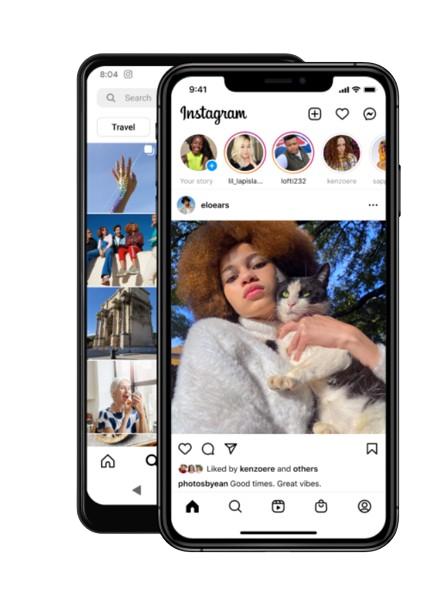 8:04
Search
Travel
9:41
Instagram
Your story
lil_lapisla...
lofti232
kenzoere
eloears
Liked by kenzoere and others
photosbyean Good times. Great vibes.